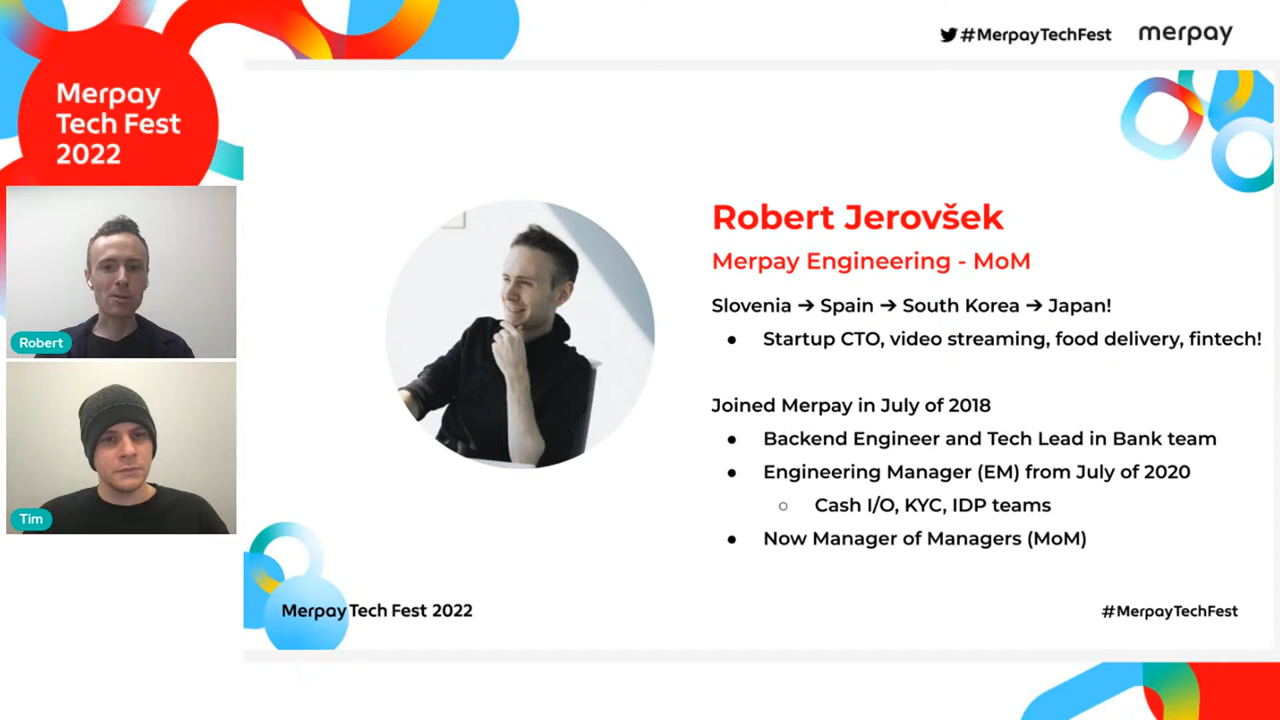 #MerpayTechFest
merpay
Merpay
Tech Fest
2022
Robert
Tim
Robert Jerovšek
Merpay Engineering - MoM
Slovenia ➔ Spain ➔ South Korea ➔ Japan!
● Startup CTO, video streaming, food delivery, fintech!
Joined Merpay in July of 2018
● Backend Engineer and Tech Lead in Bank team
● Engineering Manager (EM) from July of 2020
○ Cash I/O, KYC, IDP teams
● Now Manager of Managers (MoM)
Merpay Tech Fest 2022
#MerpayTechFest